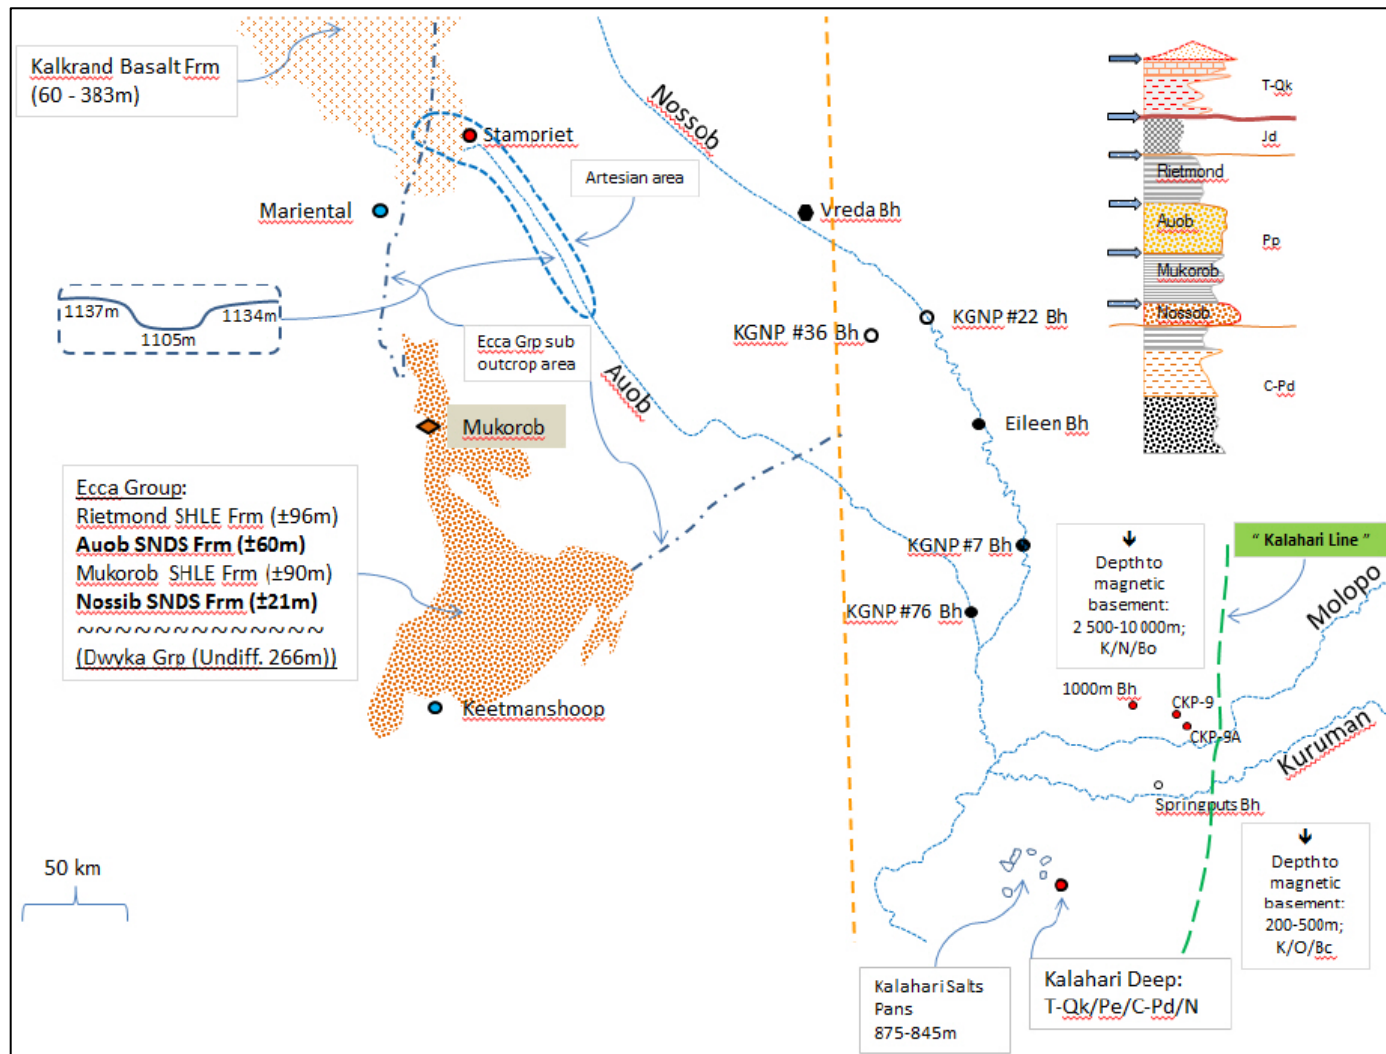 Kalkrand Basalt Frm
(60 - 383m)
Stampriet
Nossob
Artesian area
Mariental
Vreda Bh
1137m
1134m
1105m
KGNP #22 Bh
KGNP #36 Bh
Ecca Grp sub
outcrop area
Auob
Mukorob
Eileen Bh
Ecca Group:
Rietmond SHLE Frm (±96m)
Auob SNDS Frm (±60m)
Mukorob SHLE Frm (±90m)
Nossib SNDS Frm (±21m)
~~~~~~~~~~~~~
(Dwyka Grp (Undiff. 266m))
KGNP #7 Bh
KGNP #76 Bh
Keetmanshoop
T-Qk
Jd
Rietmond
Auob
Pp
Mukorob
Nossob
C-Pd
Depth to
magnetic
basement:
2 500-10 000m;
K/N/Bo
" Kalahari Line "
Molopo
1000m Bh
CKP-9
CKP-9A
Kuruman
Springputs Bh
Depth to
magnetic
basement:
200-500m;
K/O/Bc
50 km
Kalahari Salts
Pans
875-845m
Kalahari Deep:
T-Qk/Pe/C-Pd/N